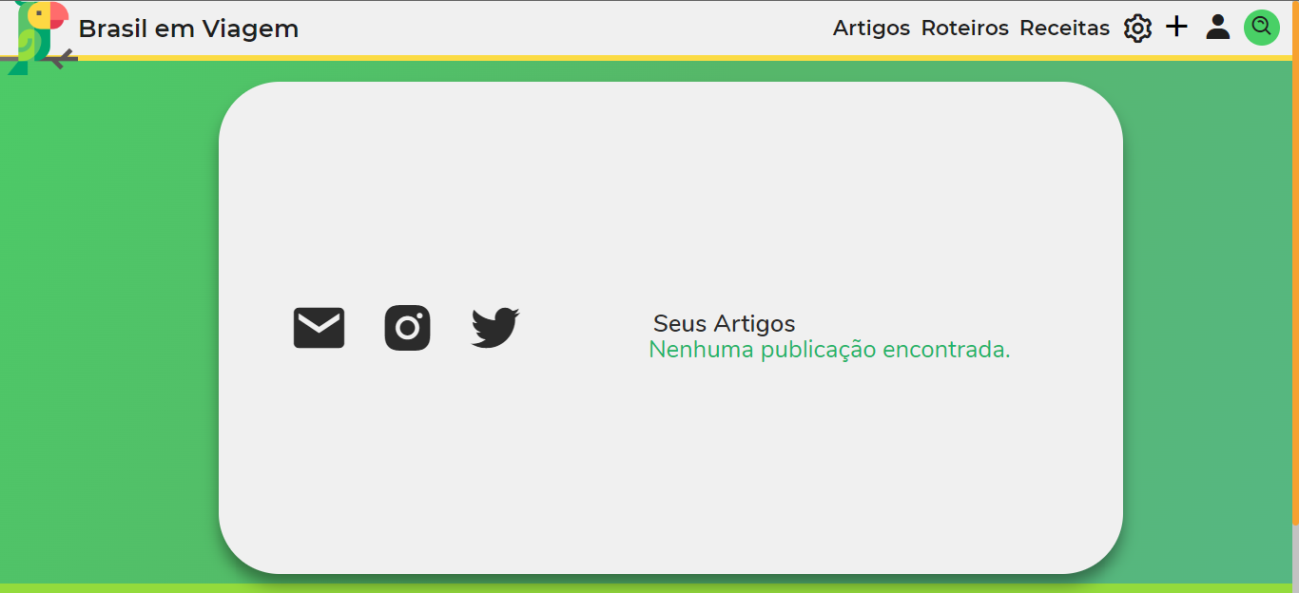 Brasil em Viagem
Artigos Roteiros Receitas
Seus Artigos
Nenhuma publicação encontrada.